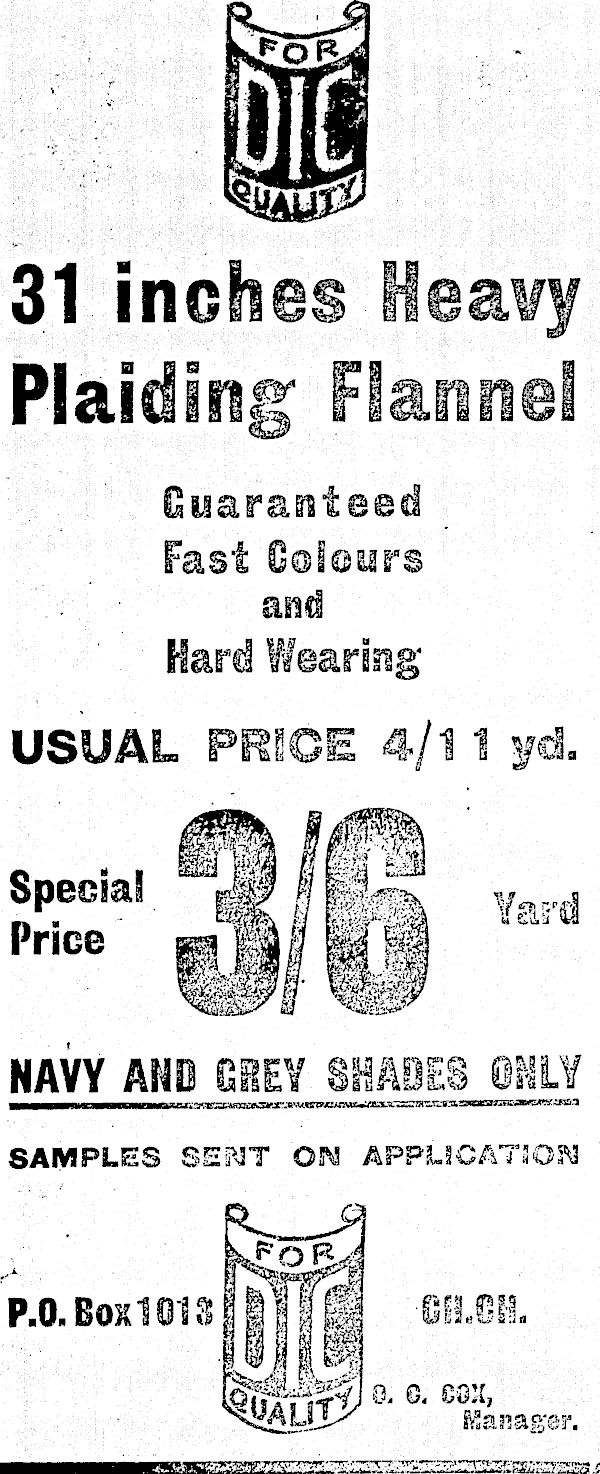 FOR
DIC
QUALITY
31 inches Heavy
Plaiding Flannel
Guaranteed
Fast Colours
and
Hard Wearing
USUAL PRICE 4/11 yd.
Special
Price
3/6
Yard
NAVY AND GREY SHADES ONLY
SAMPLES SENT ON APPLICATION
FOR
DIC
QUALITY
P.O. Box 1013
CH.CH.
COX,
Manager.